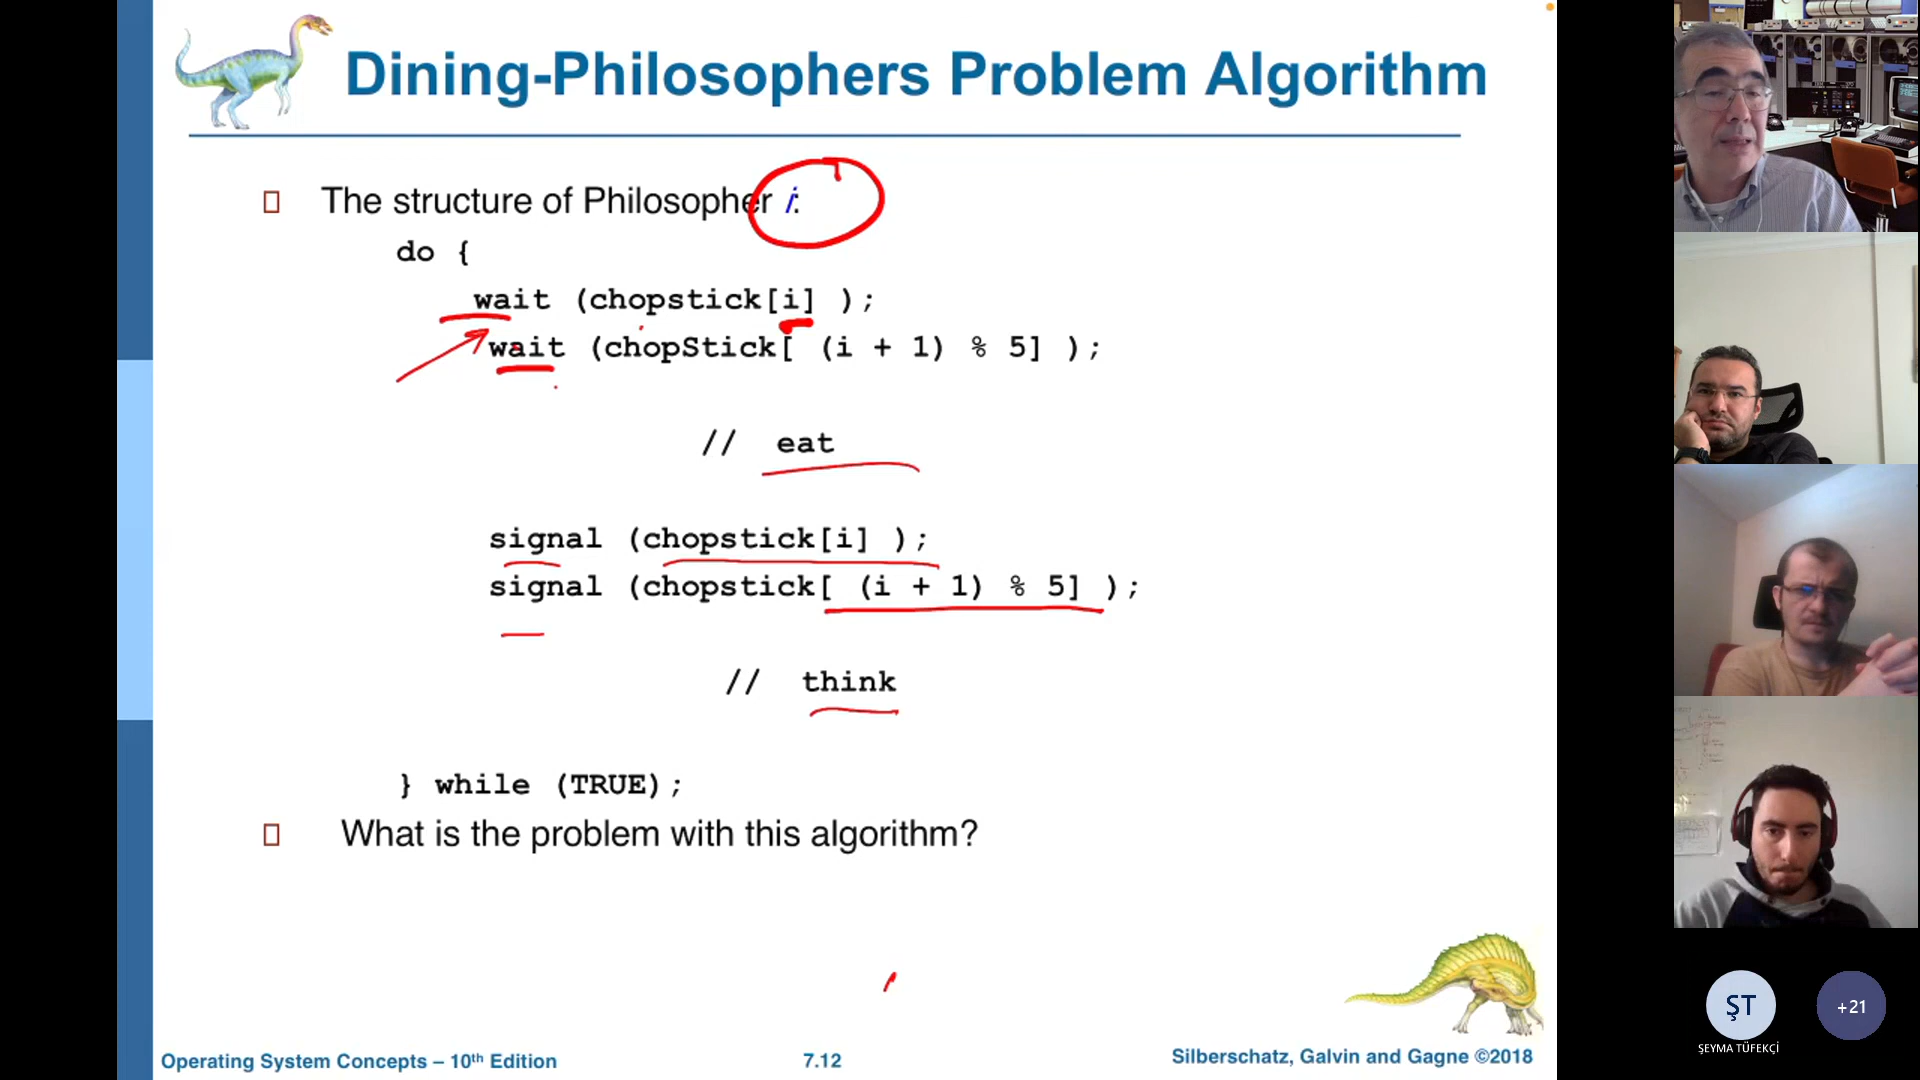 Dining-Philosophers Problem Algorithm
The structure of Philosopher i:
do {
wait (chopstick[i] );
wait (chopStick[ (i + 1) % 5] );
// eat
signal (chopstick[i] );
signal (chopstick[ (i + 1) % 5] );
// think
} while (TRUE);
What is the problem with this algorithm?
Operating System Concepts – 10th Edition
7.12
Silberschatz, Galvin and Gagne ©2018
ŞT
+21
ŞEYMA TÜFEKÇİ